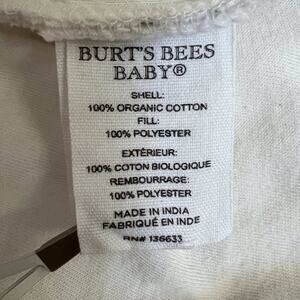 BURT'S BEES
BABY®
SHELL:
100% ORGANIC COTTON
FILL:
100% POLYESTER
EXTÉRIEUR:
100% COTON BIOLOGIQUE
REMBOURRAGE:
100% POLYESTER
MADE IN INDIA
FABRIQUÉ EN INDE
RN# 136633